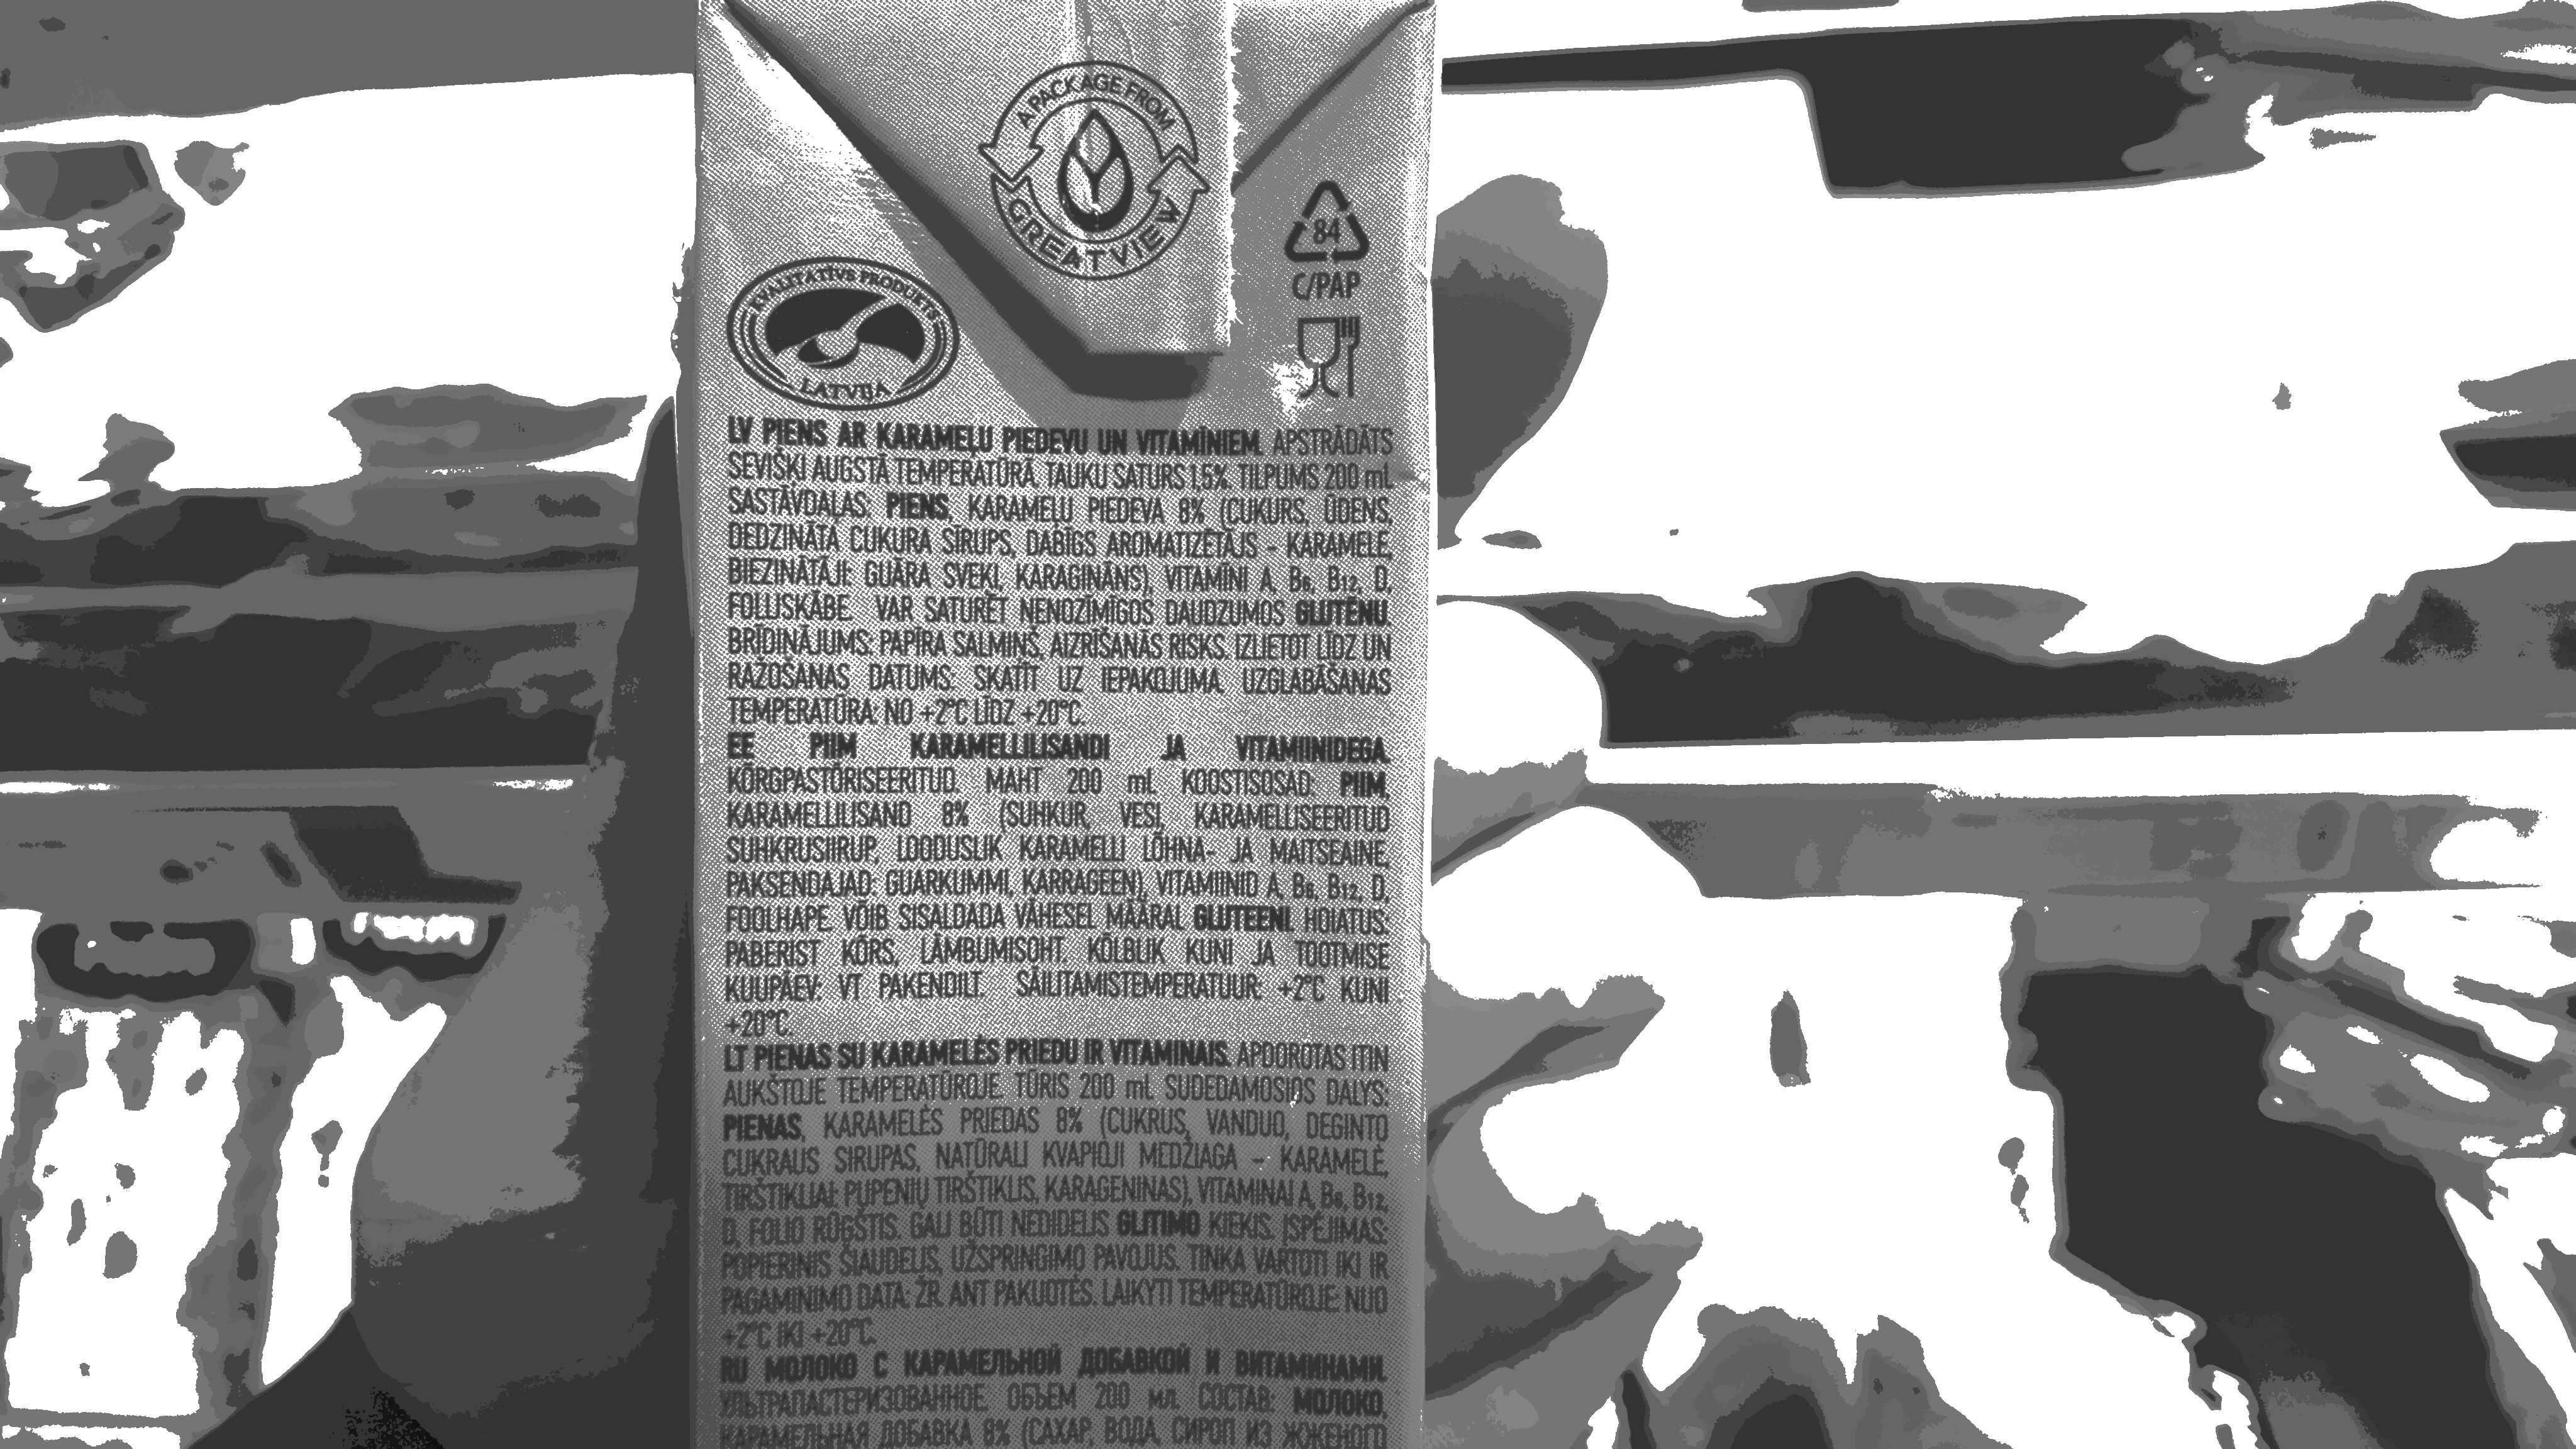 A PACKAGE FROM
GREATVIEW
84
C/PAP
KVALITATĪVS PRODUKTS
LATVIJA
LV PIENS AR KARAMEĻU PIEDEVU UN VITAMĪNIEM. APSTRĀDĀTS
SEVIŠĶI AUGSTĀ TEMPERATŪRĀ. TAUKU SATURS 1.5%. TILPUMS 200 mL
SASTĀVDAĻAS: PIENS, KARAMEĻU PIEDEVA 8% (CUKURS, ŪDENS,
DEDZINĀTA CUKURA SĪRUPS, DABĪGS AROMATIZĒTĀJS - KARAMELE,
BIEZINĀTĀJI: GUĀRA SVEĶI, KARAGINĀNS), VITAMĪNI A, B6, B12, D,
FOLIJSKĀBE. VAR SATURĒT NENOZĪMĪGOS DAUDZUMOS GLUTĒNU.
BRĪDINĀJUMS: PAPĪRA SALMIŅŠ, AIZRĪŠANĀS RISKS. IZLIETOT LĪDZ UN
RAŽOŠANAS DATUMS: SKATĪT UZ IEPAKOJUMA. UZGLABĀŠANAS
TEMPERATŪRA: NO +2°C LĪDZ +20°C.
EE PIIM KARAMELLILISANDI JA VITAMIINIDEGA.
KÕRGPASTÖRISEERITUD. MAHT 200 mL. KOOSTISOSAD: PIIM,
KARAMELLILISAND 8% (SUHKUR, VESI, KARAMELLISEERITUD
SUHKRUSIIRUP, LOODUSLIK KARAMELLI LÕHNA- JA MAITSEAINE,
PAKSENDAJAD: GUARKUMMI, KARRAGEEN), VITAMIINID A, B6, B12, D,
FOOLHAPE. VÕIB SISALDADA VÄHESEL MÄÄRAL GLUTEENI. HOIATUS:
PABERIST KÕRS, LÄMBUMISOHT. KÕLBLIK KUNI JA TOOTMISE
KUUPÄEV: VT PAKENDILT. SÄILITAMISTEMPERATUUR: +2°C KUNI
+20°C.
LT PIENAS SU KARAMELĖS PRIEDU IR VITAMINAIS. APDOROTAS ITIN
AUKŠTOJE TEMPERATŪROJE. TŪRIS 200 mL SUDEDAMOSIOS DALYS:
PIENAS, KARAMELĖS PRIEDAS 8% (CUKRUS, VANDUO, DEGINTO
CUKRAUS SIRUPAS, NATŪRALI KVAPIOJI MEDŽIAGA – KARAMELĖ,
TIRŠTIKLIAI: PUPENIŲ TIRŠTIKLIS, KARAGENINAS), VITAMINAI A, B6, B12,
D, FOLIO RŪGŠTIS. GALI BŪTI NEDIDELIS GLITIMO KIEKIS. ĮSPĖJIMAS:
POPIERINIS ŠIAUDELIS, UŽSPRINGIMO PAVOJUS. TINKA VARTOTI IKI IR
PAGAMINIMO DATA: ŽR. ANT PAKUOTĖS. LAIKYTI TEMPERATŪROJE: NUO
+2°C IKI +20°C.
RU МОЛОКО С КАРАМЕЛЬНОЙ ДОБАВКОЙ И ВИТАМИНАМИ.
УЛЬТРАПАСТЕРИЗОВАННОЕ. ОБЪЕМ 200 мл. СОСТАВ: МОЛОКО,
КАРАМЕЛЬНАЯ ДОБАВКА 8% (САХАР, ВОДА, СИРОП ИЗ ЖЖЕНОГО